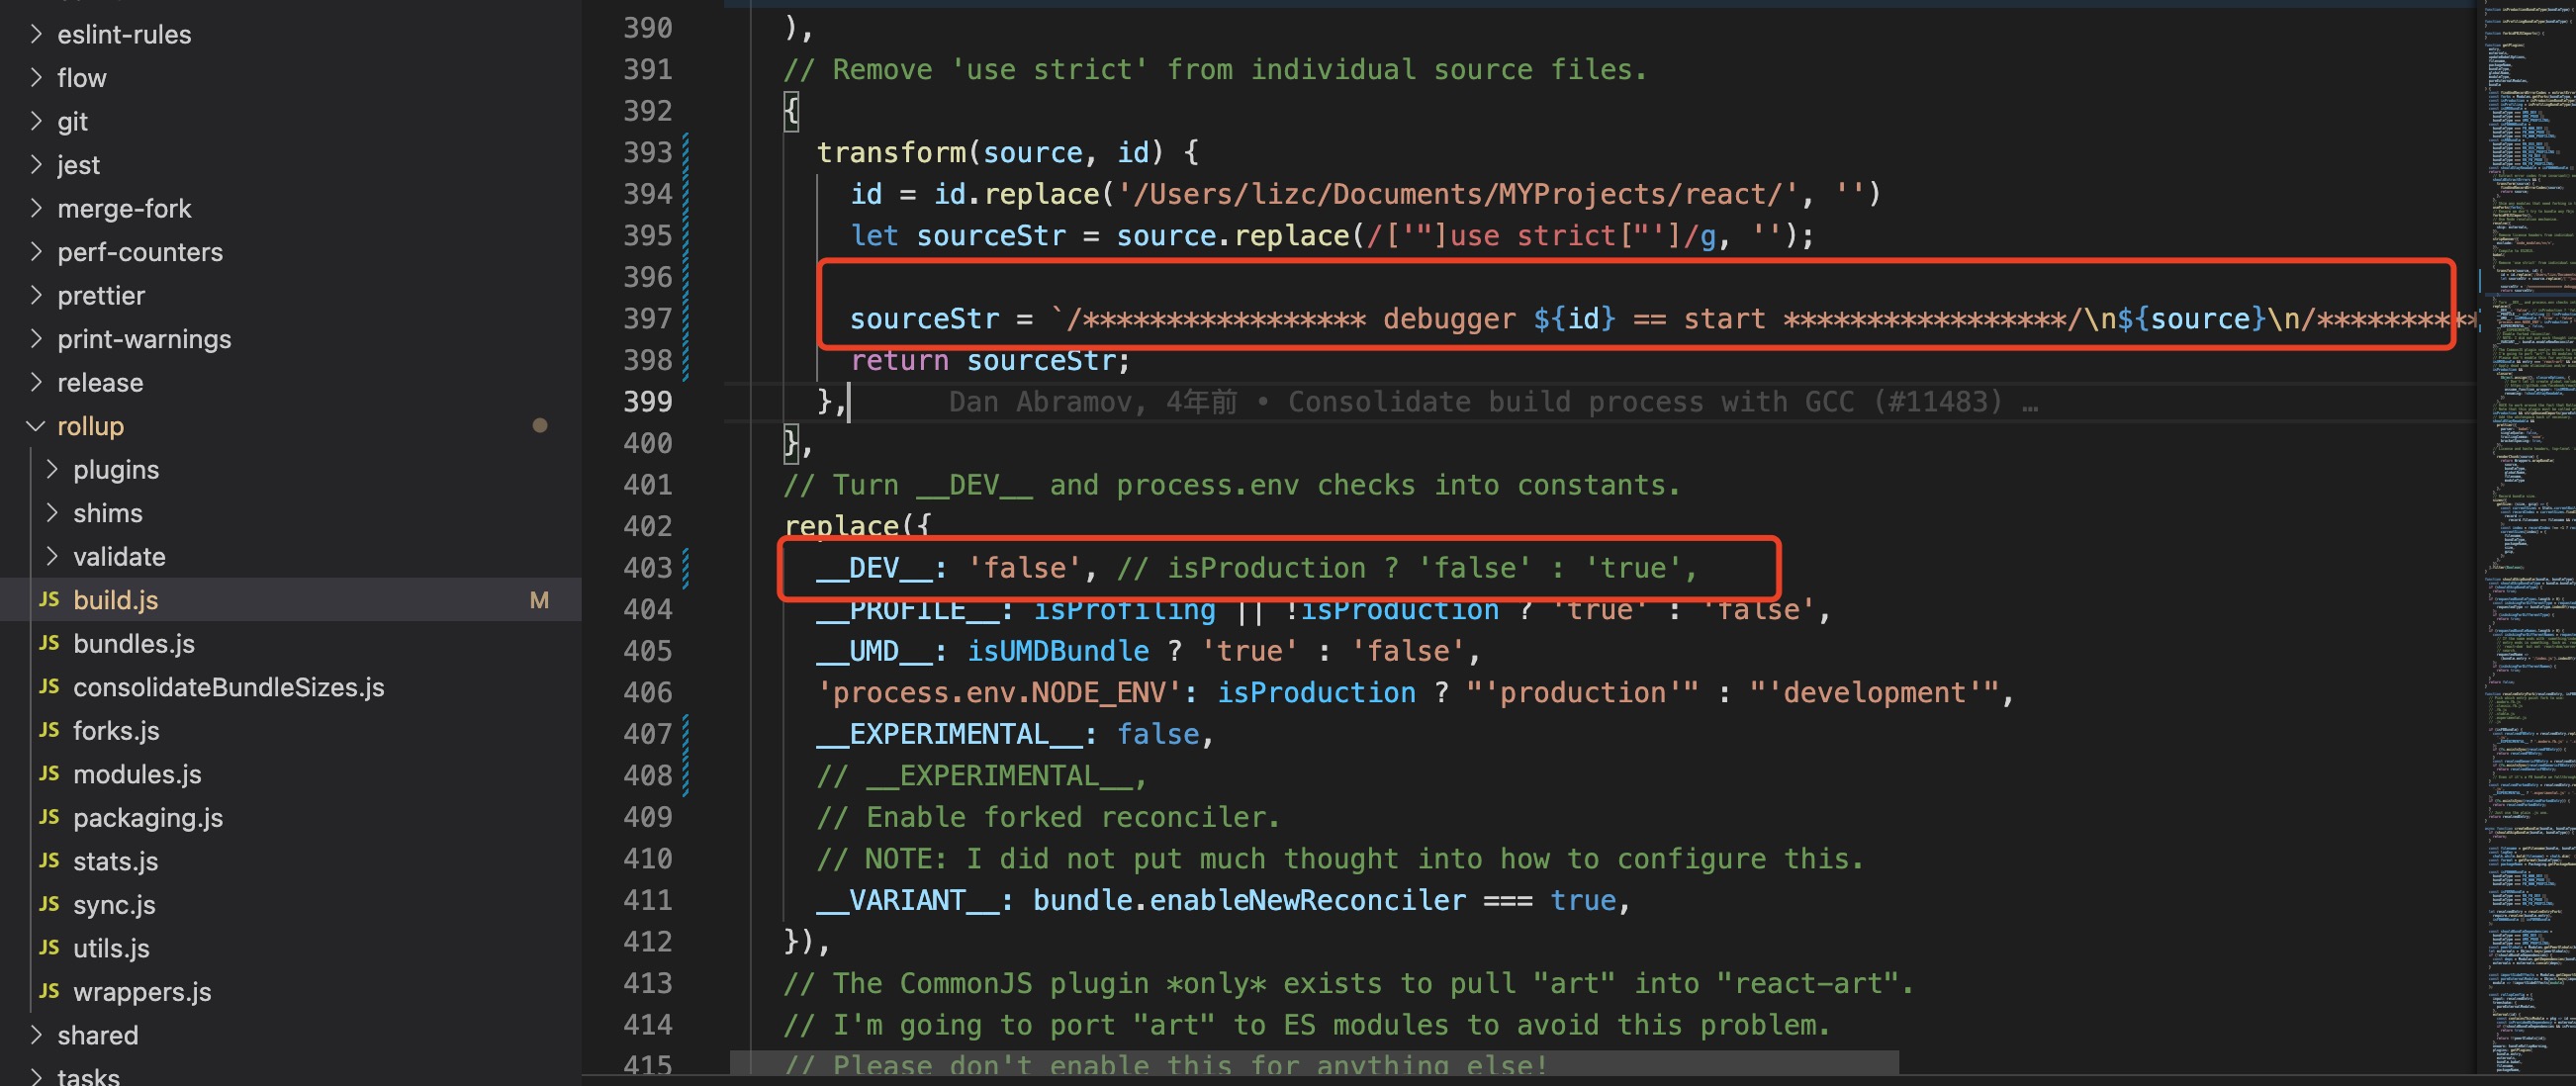 eslint-rules
flow
git
jest
merge-fork
perf-counters
prettier
print-warnings
release
rollup
plugins
shims
validate
JS build.js M
JS bundles.js
JS consolidateBundleSizes.js
JS forks.js
JS modules.js
JS packaging.js
JS stats.js
JS sync.js
JS utils.js
JS wrappers.js
shared
tasks
390 ),
391 // Remove 'use strict' from individual source files.
392 {
393 transform(source, id) {
394 id = id.replace('/Users/lizc/Documents/MYProjects/react/', '')
395 let sourceStr = source.replace(/['"]use strict["']/g, '');
396
397 sourceStr = `/***************** debugger ${id} == start *****************/\n${source}\n/**********
398 return sourceStr;
399 }, Dan Abramov, 4年前 • Consolidate build process with GCC (#11483) …
400 },
401 // Turn __DEV__ and process.env checks into constants.
402 replace({
403 __DEV__: 'false', // isProduction ? 'false' : 'true',
404 __PROFILE__: isProfiling || !isProduction ? 'true' : 'false',
405 __UMD__: isUMDBundle ? 'true' : 'false',
406 'process.env.NODE_ENV': isProduction ? "'production'" : "'development'",
407 __EXPERIMENTAL__: false,
408 // __EXPERIMENTAL__,
409 // Enable forked reconciler.
410 // NOTE: I did not put much thought into how to configure this.
411 __VARIANT__: bundle.enableNewReconciler === true,
412 }),
413 // The CommonJS plugin *only* exists to pull "art" into "react-art".
414 // I'm going to port "art" to ES modules to avoid this problem.
415 // Please don't enable this for anything else!